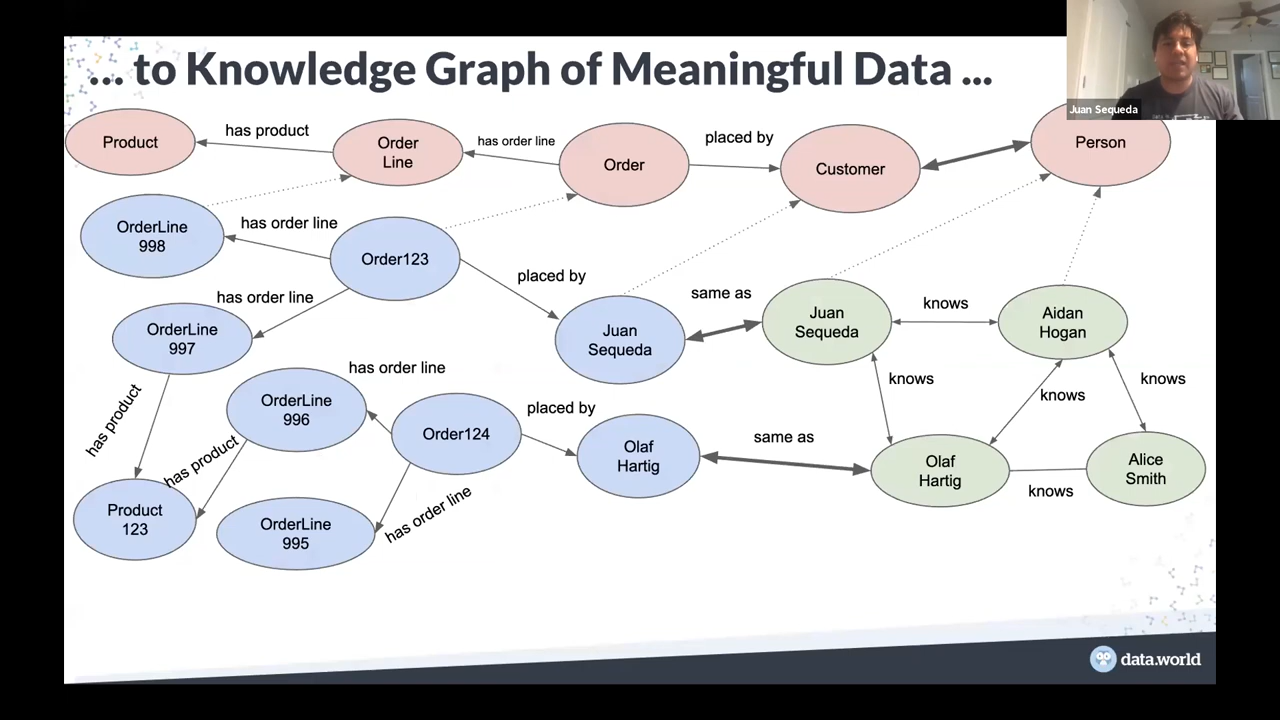 ... to Knowledge Graph of Meaningful Data ...
Juan Sequeda
Product
has product
Order
Line
has order line
Order
placed by
Customer
Person
OrderLine
998
has order line
Order123
placed by
has order line
OrderLine
997
Juan
Sequeda
same as
Juan
Sequeda
knows
Aidan
Hogan
has product
has order line
OrderLine
996
Order124
placed by
Olaf
Hartig
same as
knows
knows
knows
Olaf
Hartig
knows
Alice
Smith
has product
Product
123
OrderLine
995
has order line
data.world